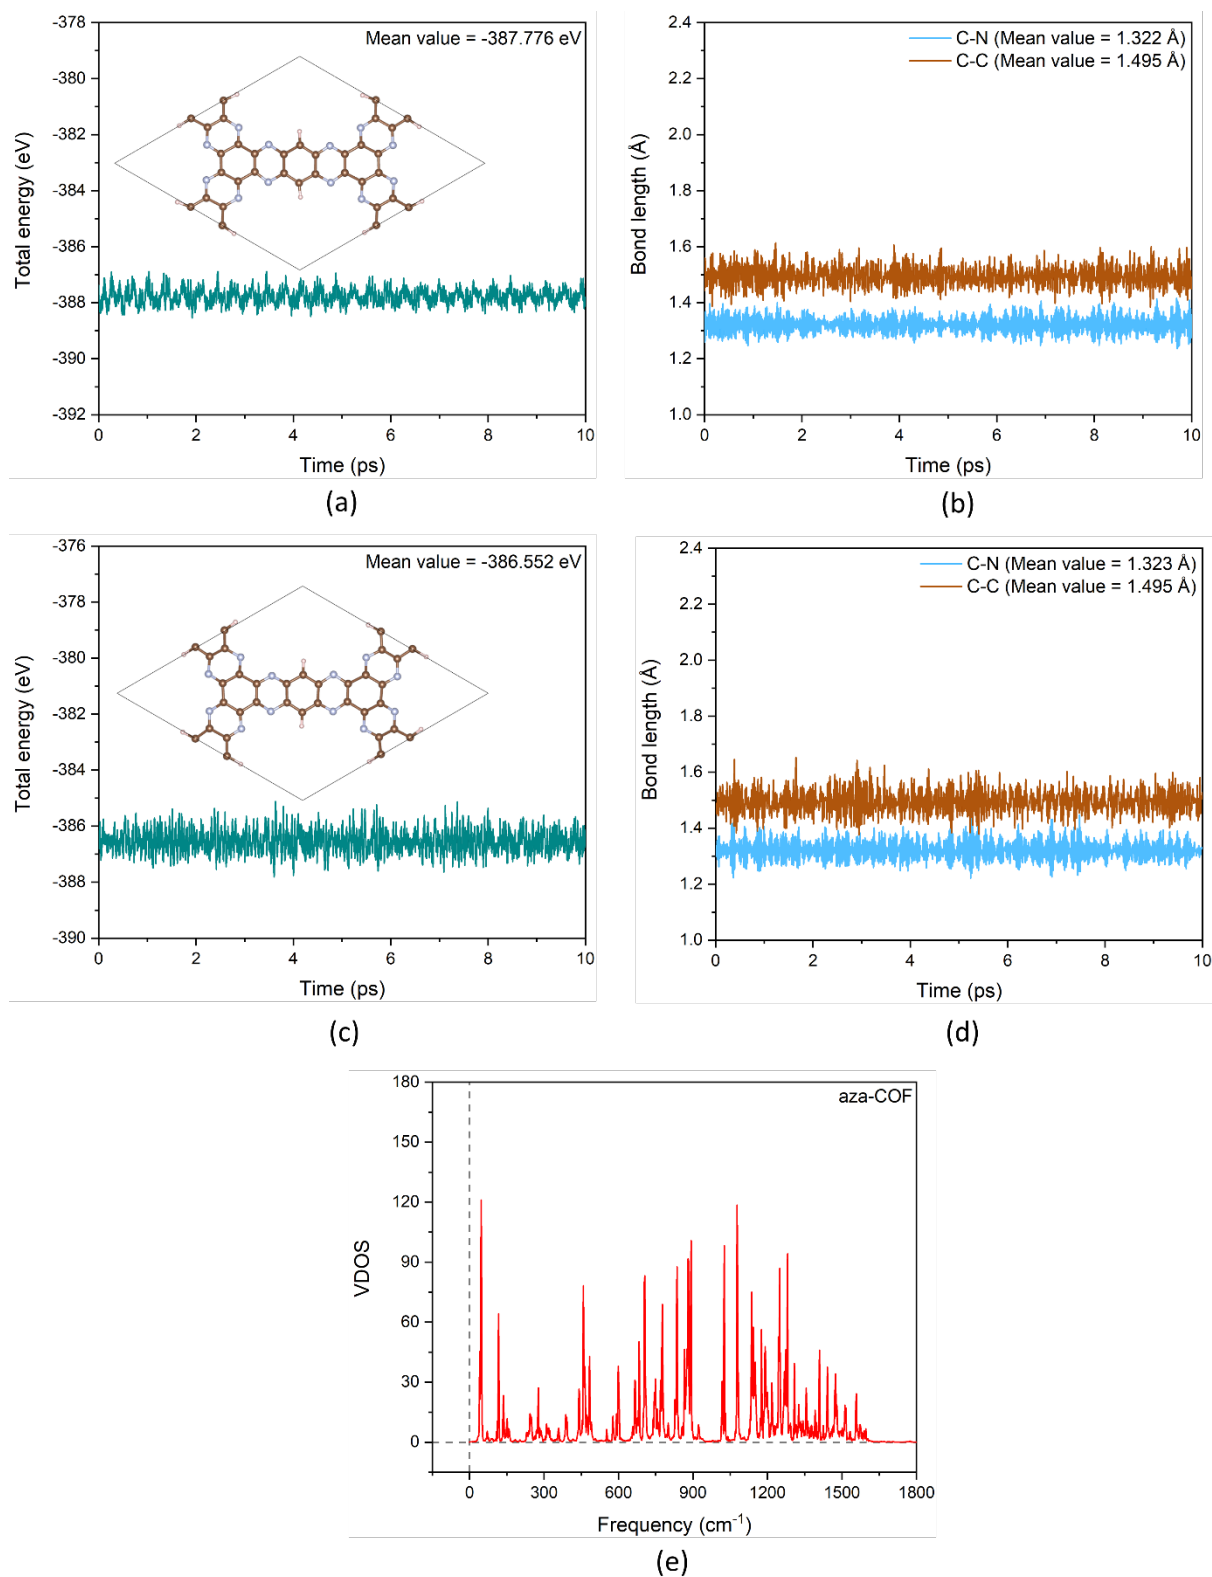 Mean value = -387.776 eV
-378
-380
-382
-384
-386
-388
-390
-392
Total energy (eV)
0 2 4 6 8 10
Time (ps)
(a)
C-N (Mean value = 1.322 Å)
C-C (Mean value = 1.495 Å)
2.4
2.2
2.0
1.8
1.6
1.4
1.2
1.0
Bond length (Å)
0 2 4 6 8 10
Time (ps)
(b)
Mean value = -386.552 eV
-376
-378
-380
-382
-384
-386
-388
-390
Total energy (eV)
0 2 4 6 8 10
Time (ps)
(c)
C-N (Mean value = 1.323 Å)
C-C (Mean value = 1.495 Å)
2.4
2.2
2.0
1.8
1.6
1.4
1.2
1.0
Bond length (Å)
0 2 4 6 8 10
Time (ps)
(d)
aza-COF
180
150
120
90
60
30
0
VDOS
0 300 600 900 1200 1500 1800
Frequency (cm⁻¹)
(e)